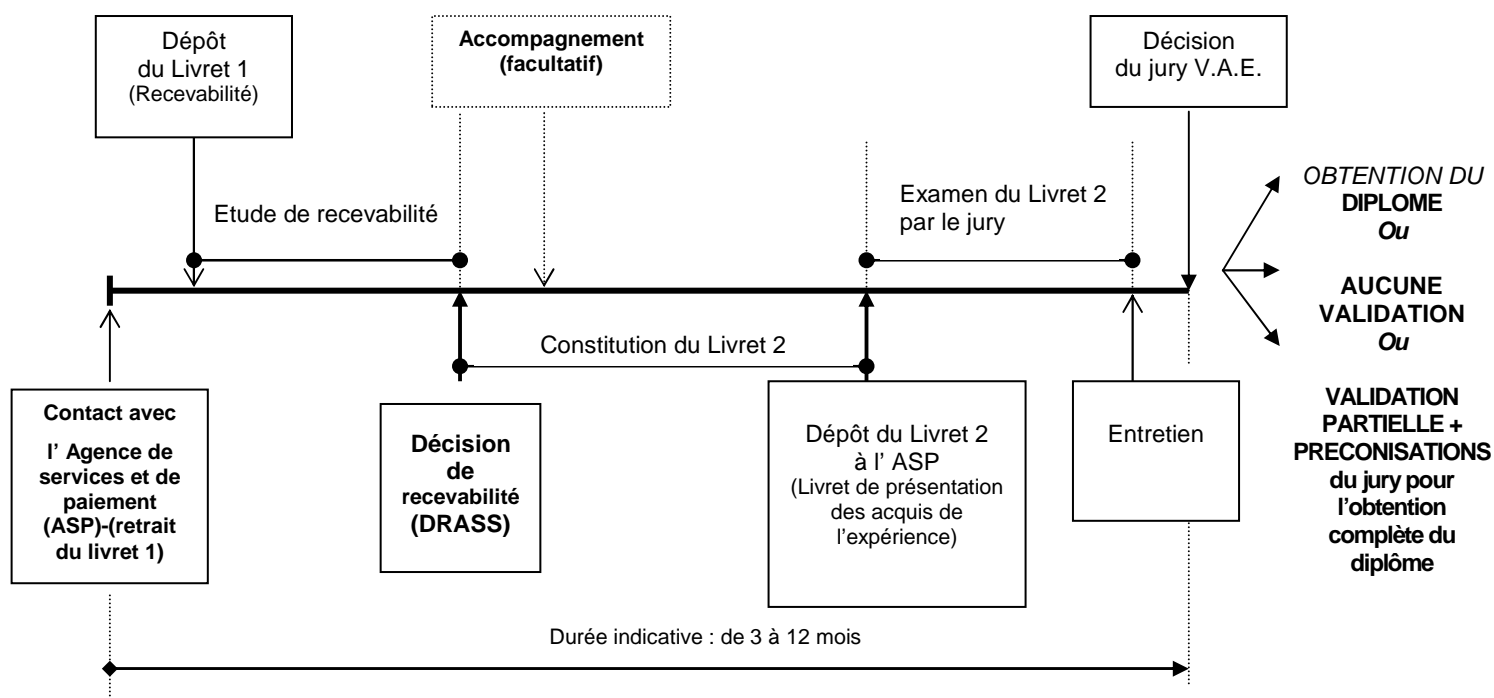 Dépôt
du Livret 1
(Recevabilité)
Accompagnement
(facultatif)
Décision
du jury V.A.E.
Etude de recevabilité
Examen du Livret 2
par le jury
OBTENTION DU
DIPLOME
Ou
AUCUNE
VALIDATION
Ou
VALIDATION
PARTIELLE +
PRECONISATIONS
du jury pour
l'obtention
complète du
diplôme
Constitution du Livret 2
Contact avec
l' Agence de
services et de
paiement
(ASP)-(retrait
du livret 1)
Décision
de
recevabilité
(DRASS)
Dépôt du Livret 2
à l' ASP
(Livret de présentation
des acquis de
l'expérience)
Entretien
Durée indicative : de 3 à 12 mois